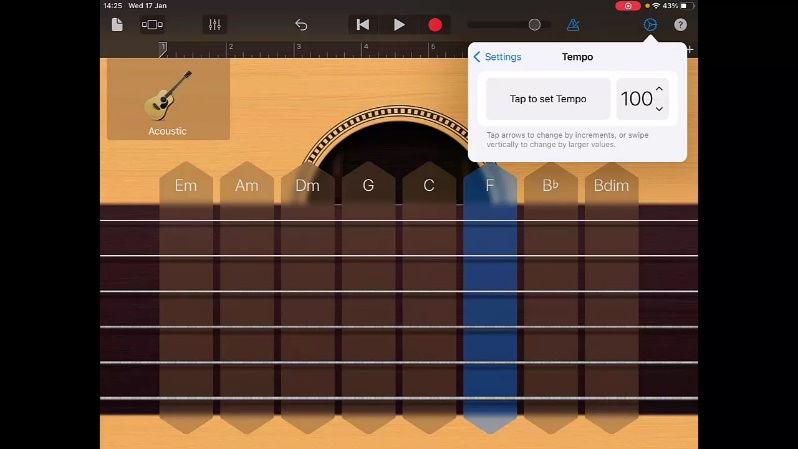 14:25 Wed 17 Jan 43%
?
1 2 3 4 5
+
Settings Tempo
Tap to set Tempo 100
Tap arrows to change by increments, or swipe
vertically to change by larger values.
Acoustic
Em Am Dm G C F B♭ Bdim